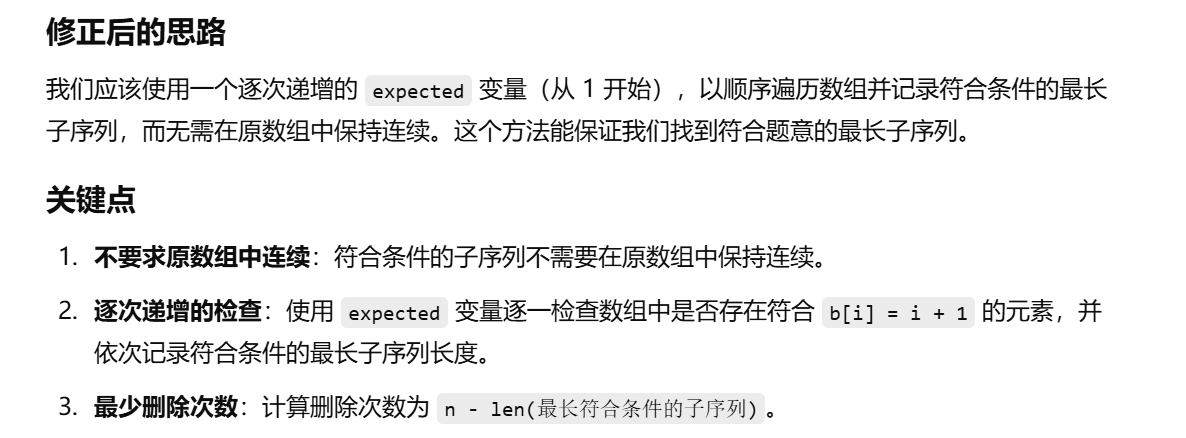 修正后的思路
我们应该使用一个逐次递增的 expected 变量（从 1 开始），以顺序遍历数组并记录符合条件的最长
子序列，而无需在原数组中保持连续。这个方法能保证我们找到符合题意的最长子序列。
关键点
1. 不要求原数组中连续：符合条件的子序列不需要在原数组中保持连续。
2. 逐次递增的检查：使用 expected 变量逐一检查数组中是否存在符合 b[i] = i + 1 的元素，并
依次记录符合条件的最长子序列长度。
3. 最少删除次数：计算删除次数为 n - len(最长符合条件的子序列)。